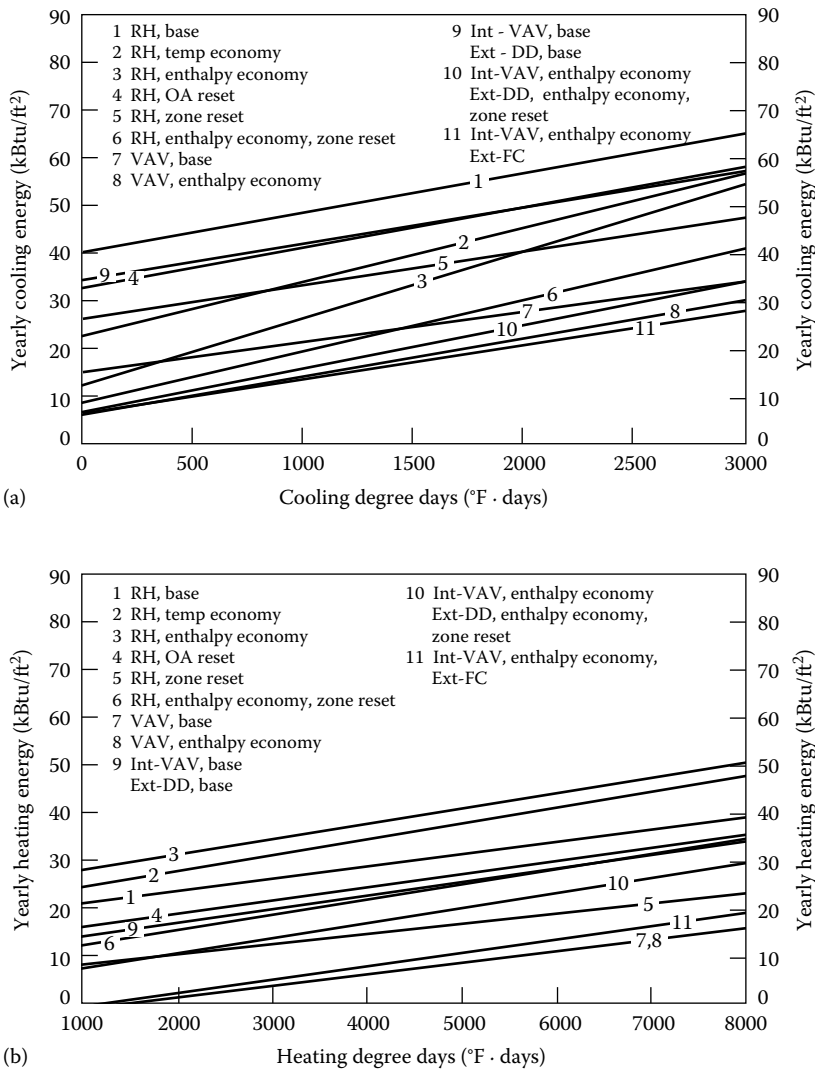 90
80
70
60
50
40
30
20
10
0
Yearly cooling energy (kBtu/ft²)
1 RH, base
2 RH, temp economy
3 RH, enthalpy economy
4 RH, OA reset
5 RH, zone reset
6 RH, enthalpy economy, zone reset
7 VAV, base
8 VAV, enthalpy economy
9 Int - VAV, base
Ext - DD, base
10 Int-VAV, enthalpy economy
Ext-DD, enthalpy economy,
zone reset
11 Int-VAV, enthalpy economy
Ext-FC
1
9
4
2
5
3
6
7
10
8
11
90
80
70
60
50
40
30
20
10
0
Yearly cooling energy (kBtu/ft²)
0 500 1000 1500 2000 2500 3000
(a) Cooling degree days (°F · days)
90
80
70
60
50
40
30
20
10
0
Yearly heating energy (kBtu/ft²)
1 RH, base
2 RH, temp economy
3 RH, enthalpy economy
4 RH, OA reset
5 RH, zone reset
6 RH, enthalpy economy, zone reset
7 VAV, base
8 VAV, enthalpy economy
9 Int-VAV, base
Ext-DD, base
10 Int-VAV, enthalpy economy
Ext-DD, enthalpy economy,
zone reset
11 Int-VAV, enthalpy economy,
Ext-FC
3
2
1
4
9
6
10
5
11
7,8
90
80
70
60
50
40
30
20
10
0
Yearly heating energy (kBtu/ft²)
1000 2000 3000 4000 5000 6000 7000 8000
(b) Heating degree days (°F · days)